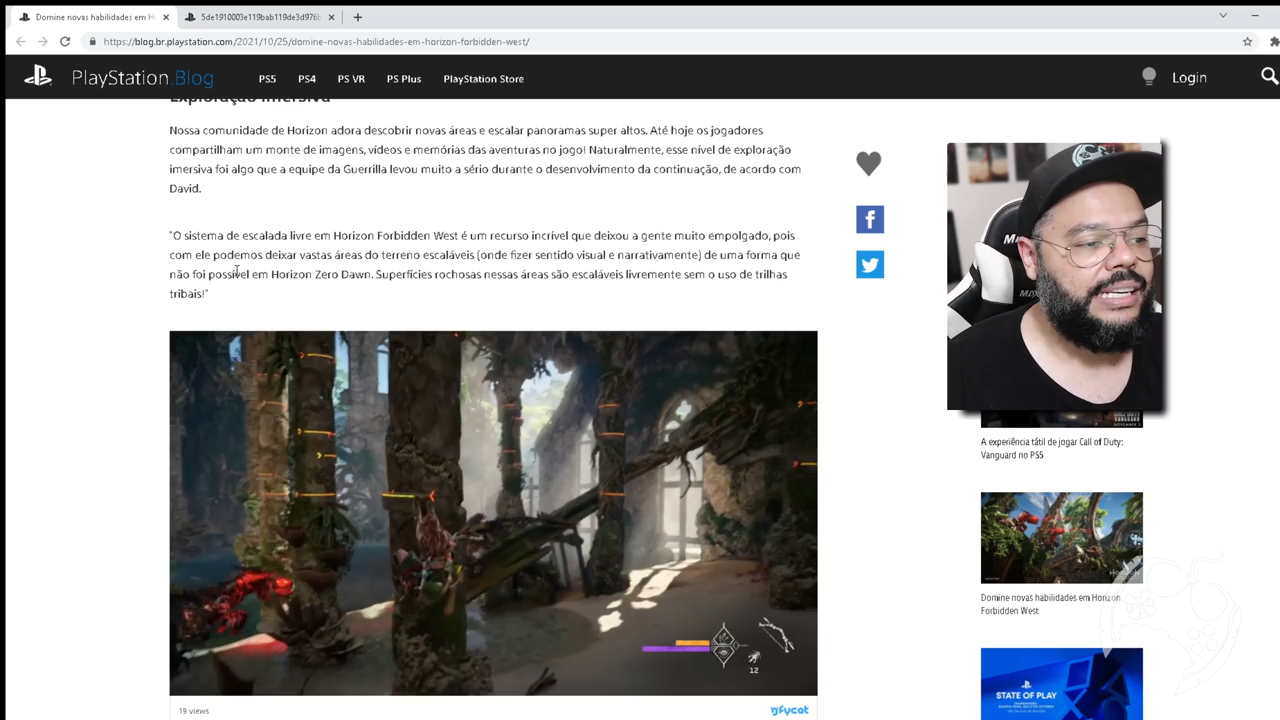 Domine novas habilidades em H
5de1910003e119bab119de3d976b
https://blog.br.playstation.com/2021/10/25/domine-novas-habilidades-em-horizon-forbidden-west/
PlayStation.Blog
PS5
PS4
PS VR
PS Plus
PlayStation Store
Login
Exploração imersiva
Nossa comunidade de Horizon adora descobrir novas áreas e escalar panoramas super altos. Até hoje os jogadores
compartilham um monte de imagens, vídeos e memórias das aventuras no jogo! Naturalmente, esse nível de exploração
imersiva foi algo que a equipe da Guerrilla levou muito a sério durante o desenvolvimento da continuação, de acordo com
David.
"O sistema de escalada livre em Horizon Forbidden West é um recurso incrível que deixou a gente muito empolgado, pois
com ele podemos deixar vastas áreas do terreno escaláveis (onde fizer sentido visual e narrativamente) de uma forma que
não foi possível em Horizon Zero Dawn. Superfícies rochosas nessas áreas são escaláveis livremente sem o uso de trilhas
tribais!"
12
19 views
gfycat
A experiência tátil de jogar Call of Duty:
Vanguard no PS5
Domine novas habilidades em Horizon
Forbidden West
STATE OF PLAY